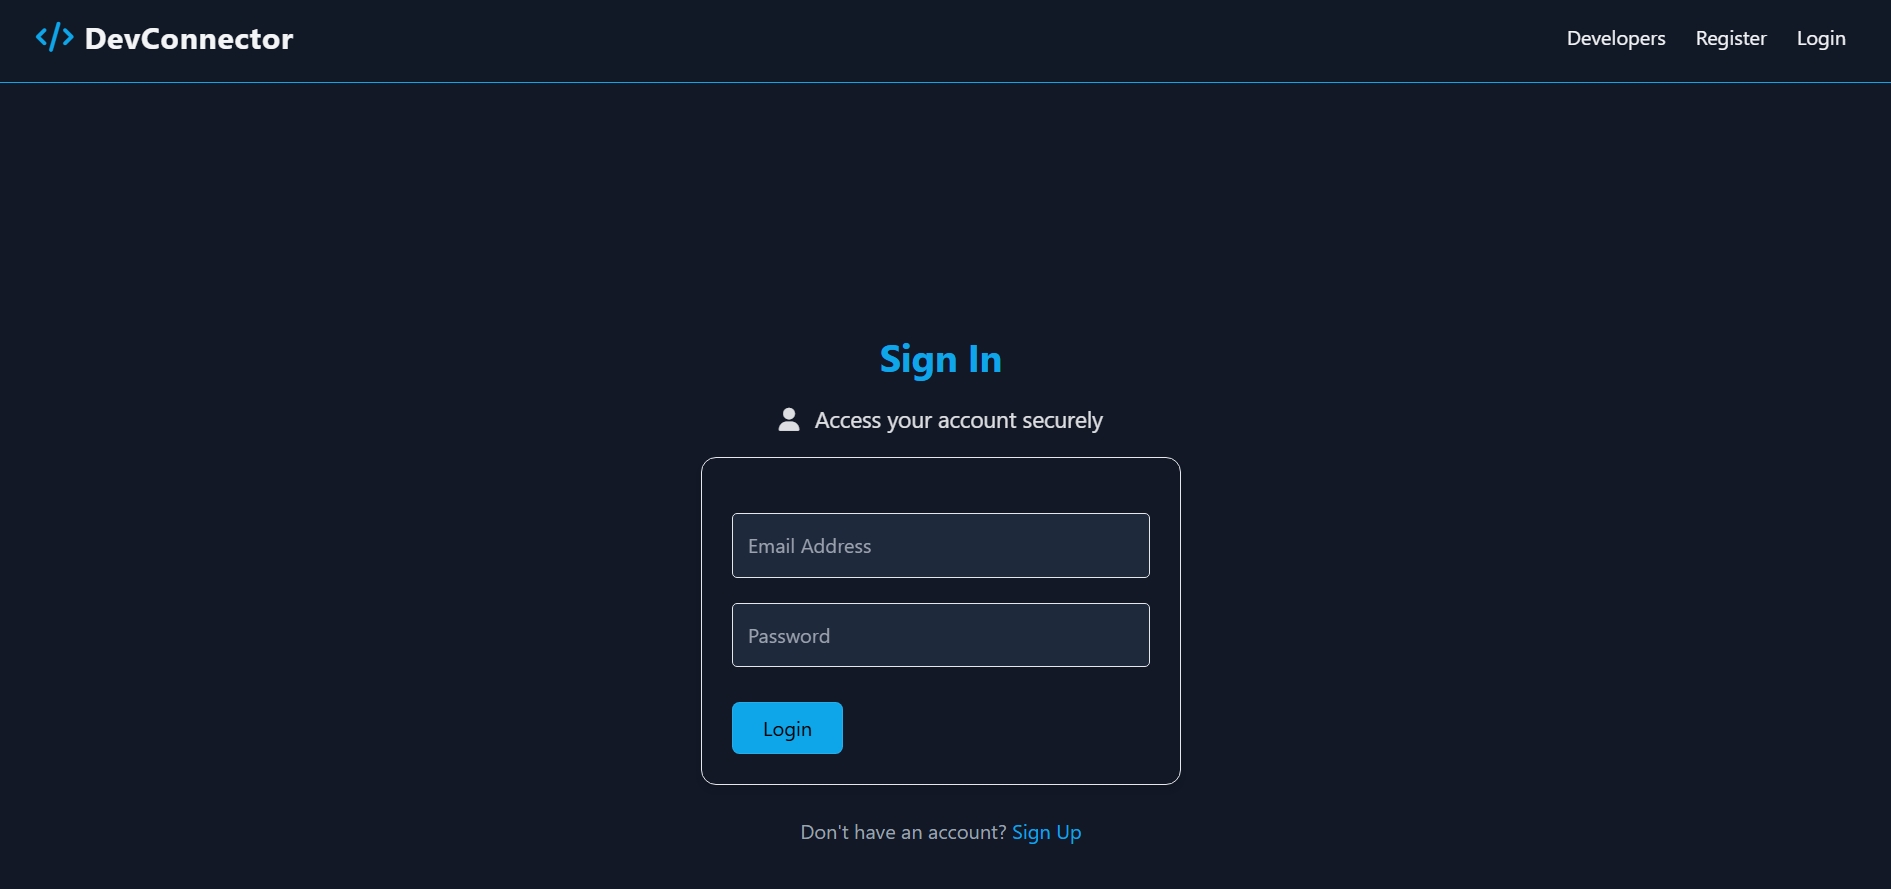 DevConnector
Developers Register Login
Sign In
Access your account securely
Email Address
Password
Login
Don't have an account? Sign Up